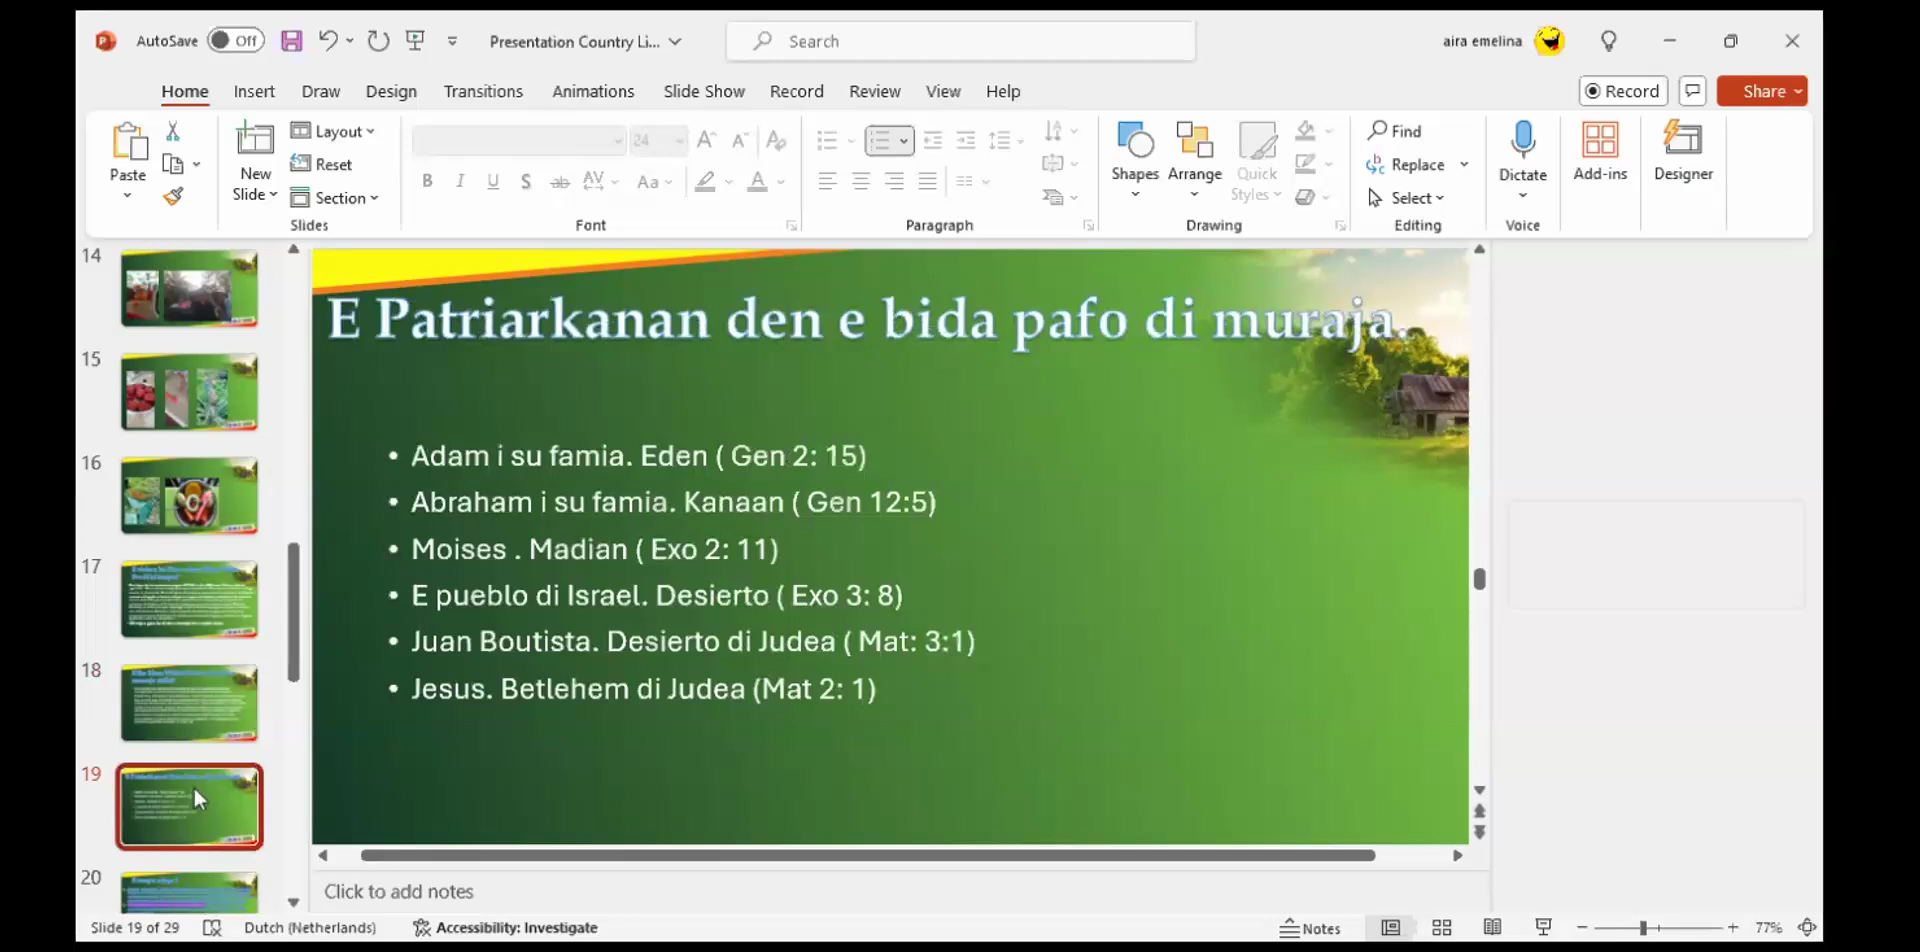 AutoSave Off Presentation Country Li... Search aira emelina
Home Insert Draw Design Transitions Animations Slide Show Record Review View Help Record Share
Paste New Slide Layout Reset Section 24 Shapes Arrange Quick Styles Find Replace Select Dictate Add-ins Designer
Slides Font Paragraph Drawing Editing Voice
14
15
16
17
18
19
20
E Patriarkanan den e bida pafo di muraja.
• Adam i su famia. Eden ( Gen 2: 15)
• Abraham i su famia. Kanaan ( Gen 12:5)
• Moises . Madian ( Exo 2: 11)
• E pueblo di Israel. Desierto ( Exo 3: 8)
• Juan Boutista. Desierto di Judea ( Mat: 3:1)
• Jesus. Betlehem di Judea (Mat 2: 1)
Click to add notes
Slide 19 of 29 Dutch (Netherlands) Accessibility: Investigate Notes 77%